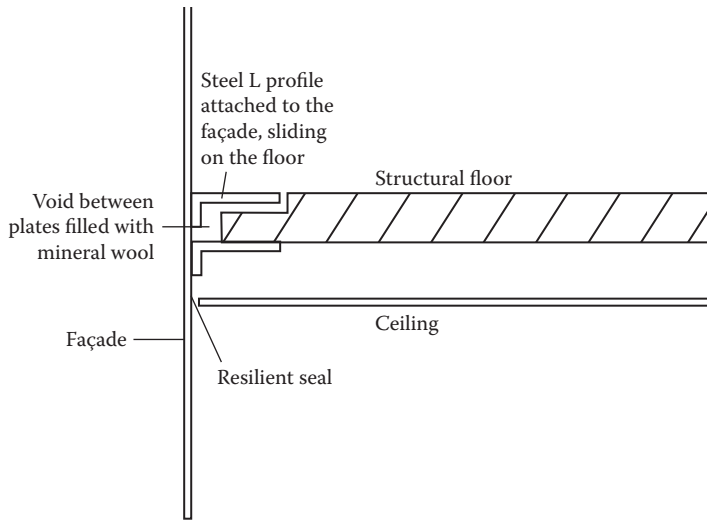 Steel L profile
attached to the
façade, sliding
on the floor
Structural floor
Void between
plates filled with
mineral wool
Ceiling
Façade
Resilient seal